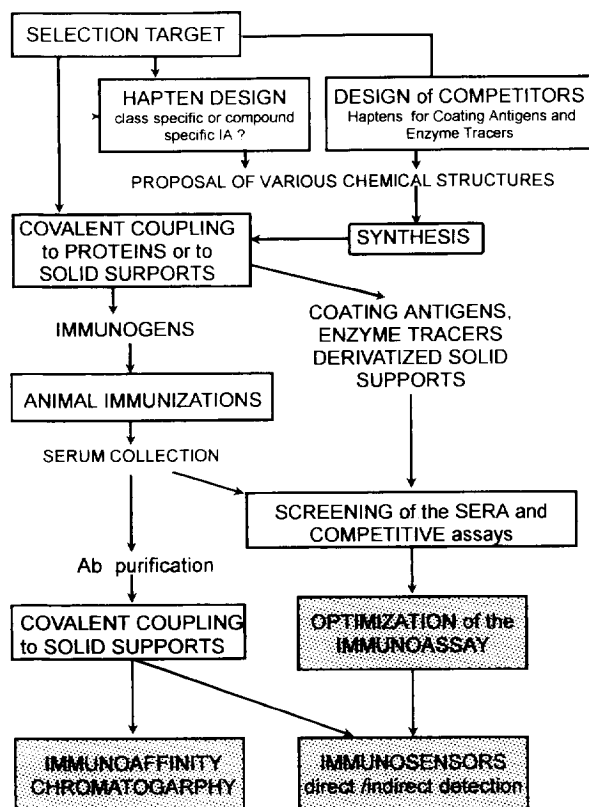 SELECTION TARGET
HAPTEN DESIGN
class specific or compound
specific IA ?
DESIGN of COMPETITORS
Haptens for Coating Antigens and
Enzyme Tracers
PROPOSAL OF VARIOUS CHEMICAL STRUCTURES
COVALENT COUPLING
to PROTEINS or to
SOLID SURPORTS
SYNTHESIS
IMMUNOGENS
COATING ANTIGENS,
ENZYME TRACERS
DERIVATIZED SOLID
SUPPORTS
ANIMAL IMMUNIZATIONS
SERUM COLLECTION
SCREENING of the SERA and
COMPETITIVE assays
Ab purification
COVALENT COUPLING
to SOLID SUPPORTS
OPTIMIZATION of the
IMMUNOASSAY
IMMUNOAFFINITY
CHROMATOGARPHY
IMMUNOSENSORS
direct /indirect detection